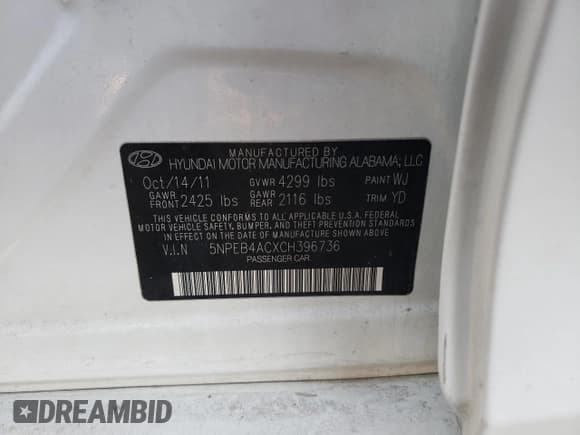 MANUFACTURED BY
HYUNDAI MOTOR MANUFACTURING ALABAMA, LLC
Oct/14/11 GVWR 4299 lbs PAINT WJ
GAWR FRONT 2425 lbs GAWR REAR 2116 lbs TRIM YD
THIS VEHICLE CONFORMS TO ALL APPLICABLE U.S.A. FEDERAL
MOTOR VEHICLE SAFETY, BUMPER, AND THEFT PREVENTION STANDARDS
IN EFFECT ON THE DATE OF MANUFACTURE SHOWN ABOVE.
V.I.N 5NPEB4ACXCH396736
PASSENGER CAR
DREAMBID